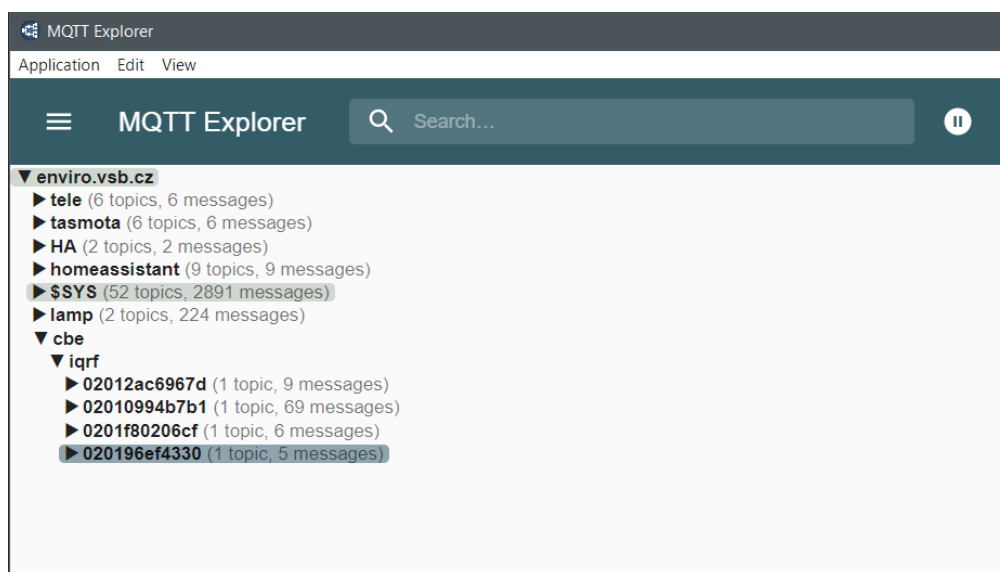 MQTT Explorer
Application Edit View
MQTT Explorer Search...
▼ enviro.vsb.cz
▶ tele (6 topics, 6 messages)
▶ tasmota (6 topics, 6 messages)
▶ HA (2 topics, 2 messages)
▶ homeassistant (9 topics, 9 messages)
▶ $SYS (52 topics, 2891 messages)
▶ lamp (2 topics, 224 messages)
▼ cbe
▼ iqrf
▶ 02012ac6967d (1 topic, 9 messages)
▶ 02010994b7b1 (1 topic, 69 messages)
▶ 0201f80206cf (1 topic, 6 messages)
▶ 020196ef4330 (1 topic, 5 messages)